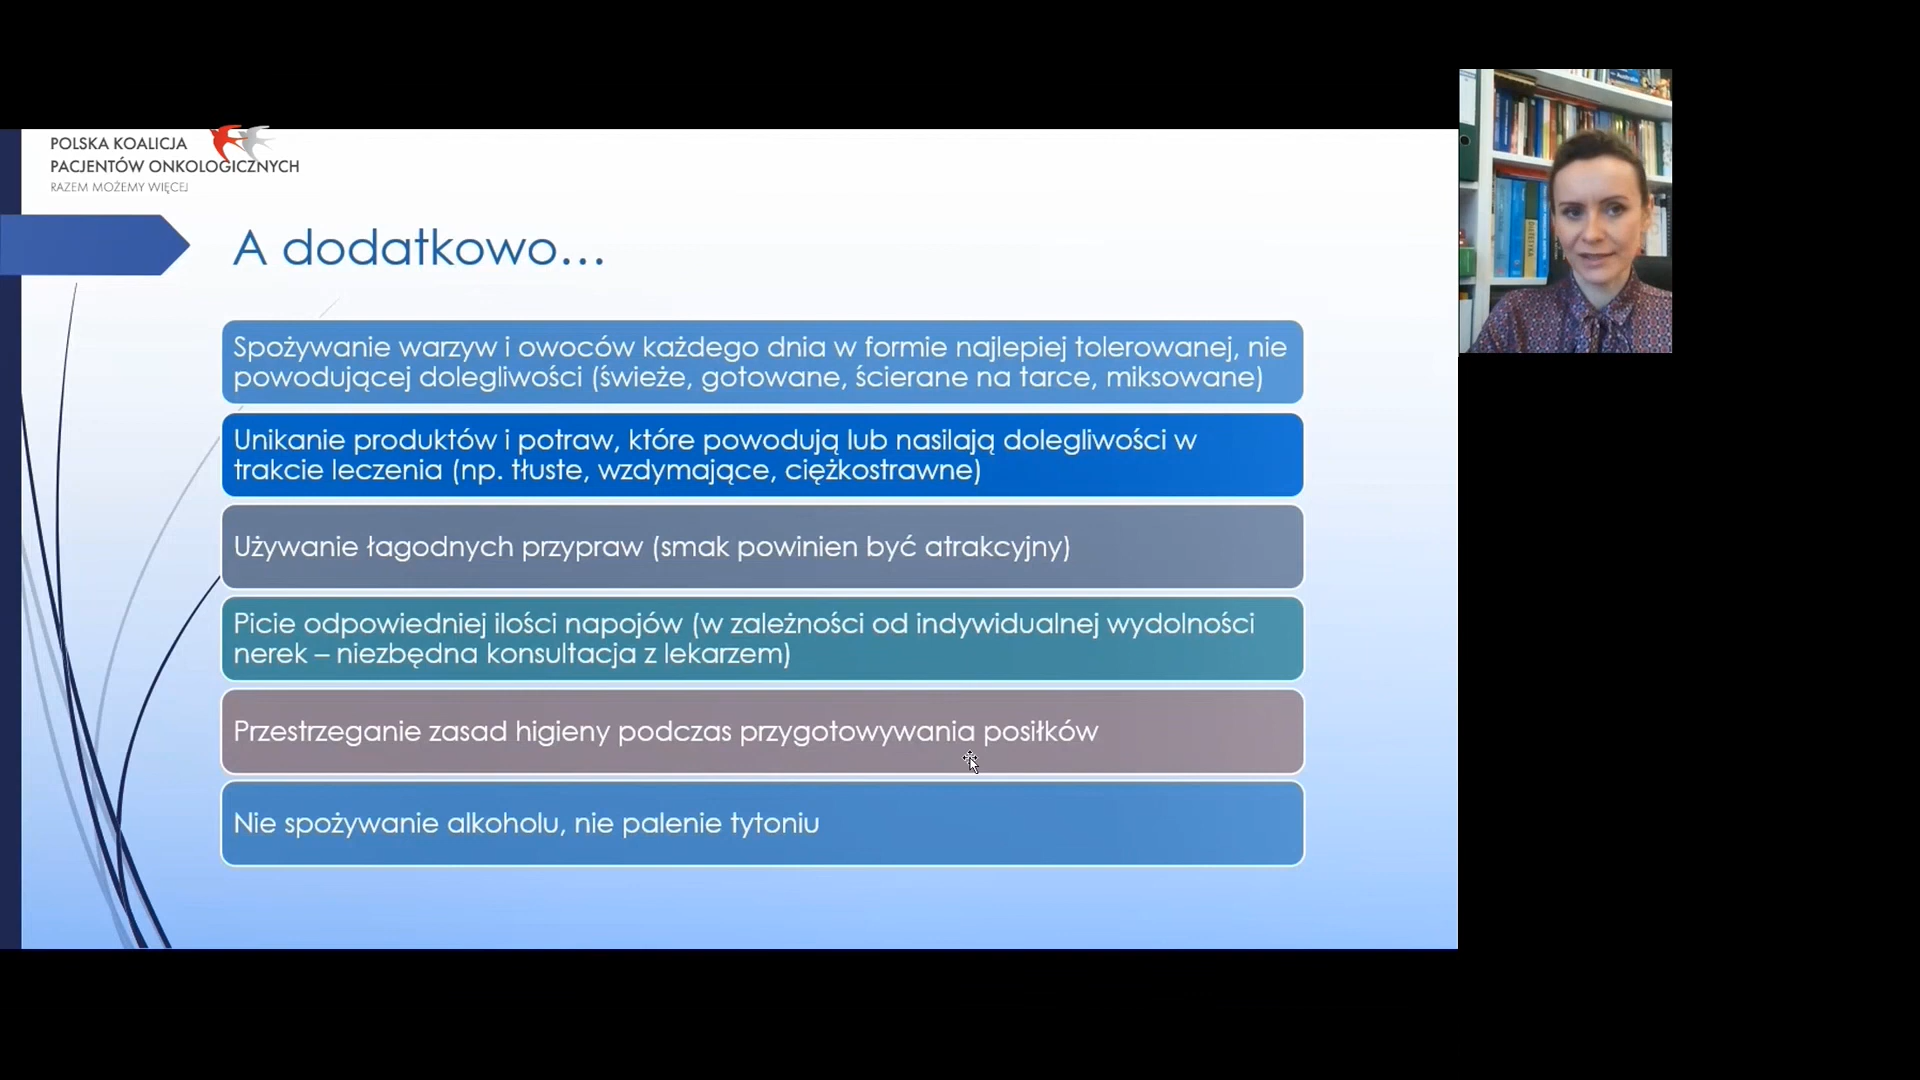 POLSKA KOALICJA
PACJENTÓW ONKOLOGICZNYCH
RAZEM MOŻEMY WIĘCEJ
A dodatkowo...
Spożywanie warzyw i owoców każdego dnia w formie najlepiej tolerowanej, nie
powodującej dolegliwości (świeże, gotowane, ścierane na tarce, miksowane)
Unikanie produktów i potraw, które powodują lub nasilają dolegliwości w
trakcie leczenia (np. tłuste, wzdymające, ciężkostrawne)
Używanie łagodnych przypraw (smak powinien być atrakcyjny)
Picie odpowiedniej ilości napojów (w zależności od indywidualnej wydolności
nerek – niezbędna konsultacja z lekarzem)
Przestrzeganie zasad higieny podczas przygotowywania posiłków
Nie spożywanie alkoholu, nie palenie tytoniu